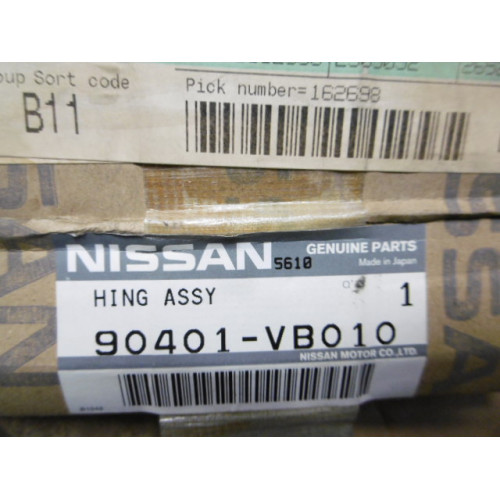 oup Sort code
B11
Pick number=162698
NISSAN 5610 GENUINE PARTS
Made in Japan
HING ASSY 1
90401-VB010
NISSAN MOTOR CO.,LTD.